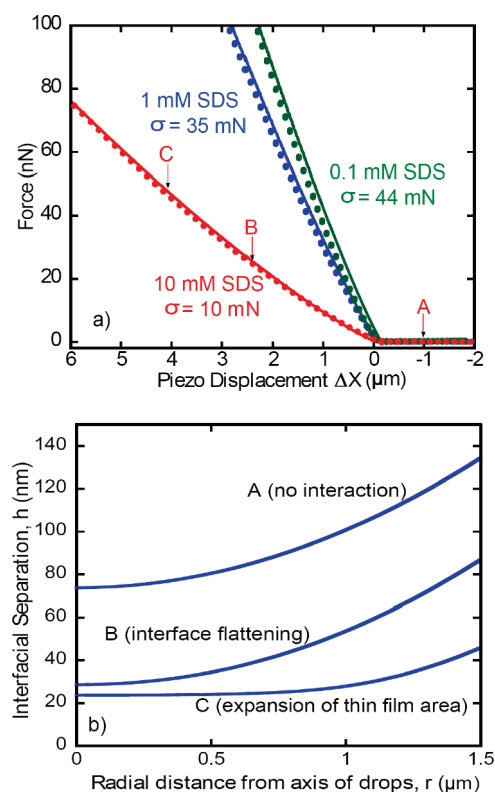 100
80
60
40
20
0
Force (nN)
1 mM SDS
σ = 35 mN
C
0.1 mM SDS
σ = 44 mN
B
10 mM SDS
σ = 10 mN
A
a)
6 5 4 3 2 1 0 -1 -2
Piezo Displacement ΔX (μm)
140
120
100
80
60
40
20
0
Interfacial Separation, h (nm)
A (no interaction)
B (interface flattening)
C (expansion of thin film area)
b)
0 0.5 1 1.5
Radial distance from axis of drops, r (μm)